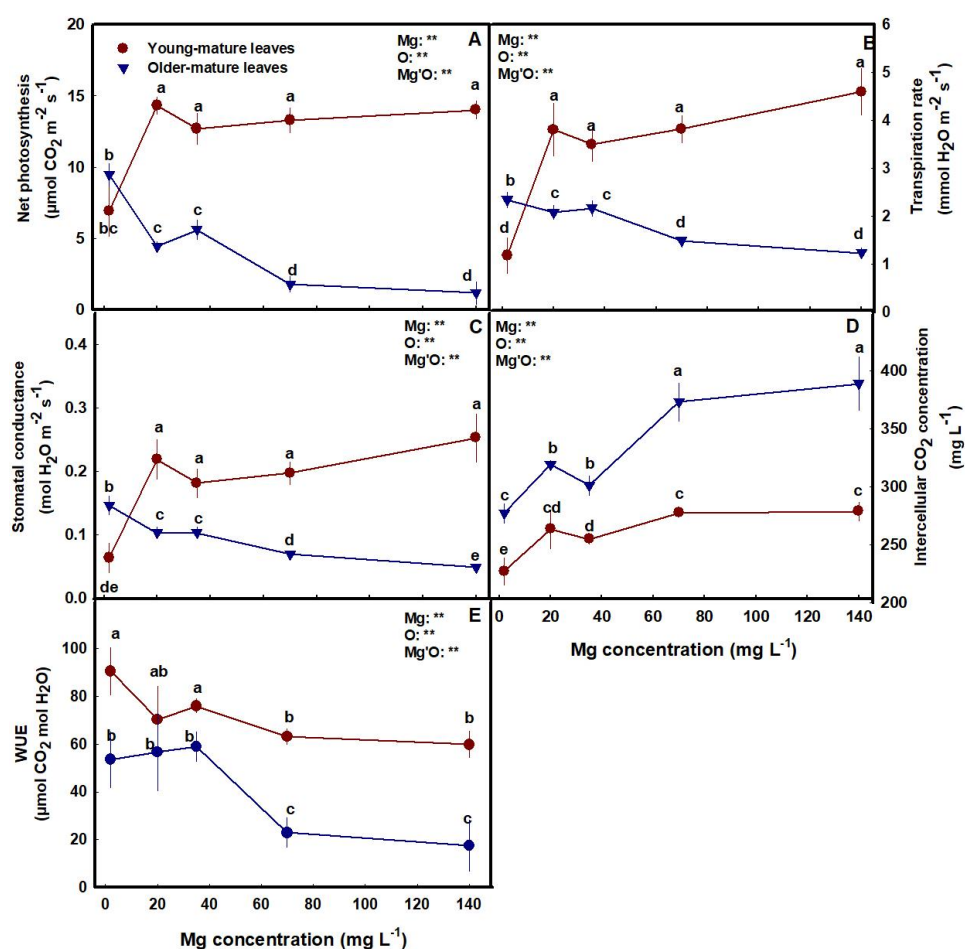 20
15
10
5
0
Net photosynthesis
(µmol CO2 m-2 s-1)
Young-mature leaves
Older-mature leaves
Mg: **
O: **
Mg'O: **
A
b
bc
a
c
a
c
a
d
a
d
Mg: **
O: **
Mg'O: **
B
b
d
a
c
a
c
a
d
a
d
6
5
4
3
2
1
0
Transpiration rate
(mmol H2O m-2 s-1)
0.4
0.3
0.2
0.1
0.0
Stomatal conductance
(mol H2O m-2 s-1)
Mg: **
O: **
Mg'O: **
C
b
de
a
c
a
c
a
d
a
e
Mg: **
O: **
Mg'O: **
D
c
e
b
cd
b
d
a
c
a
c
400
350
300
250
200
Intercellular CO2 concentration
(mg L-1)
0 20 40 60 80 100 120 140
Mg concentration (mg L-1)
100
80
60
40
20
0
WUE
(µmol CO2 mol H2O)
Mg: **
O: **
Mg'O: **
E
a
b
ab
b
a
b
b
c
b
c
0 20 40 60 80 100 120 140
Mg concentration (mg L-1)